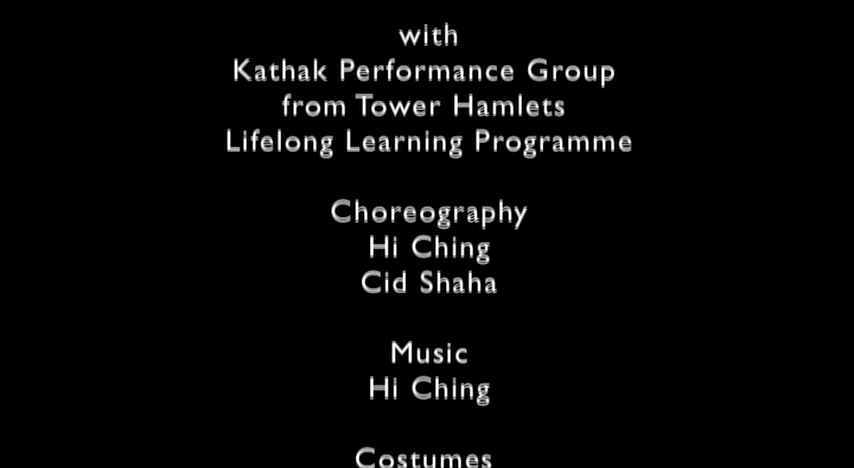 with
Kathak Performance Group
from Tower Hamlets
Lifelong Learning Programme
Choreography
Hi Ching
Cid Shaha
Music
Hi Ching
Costumes